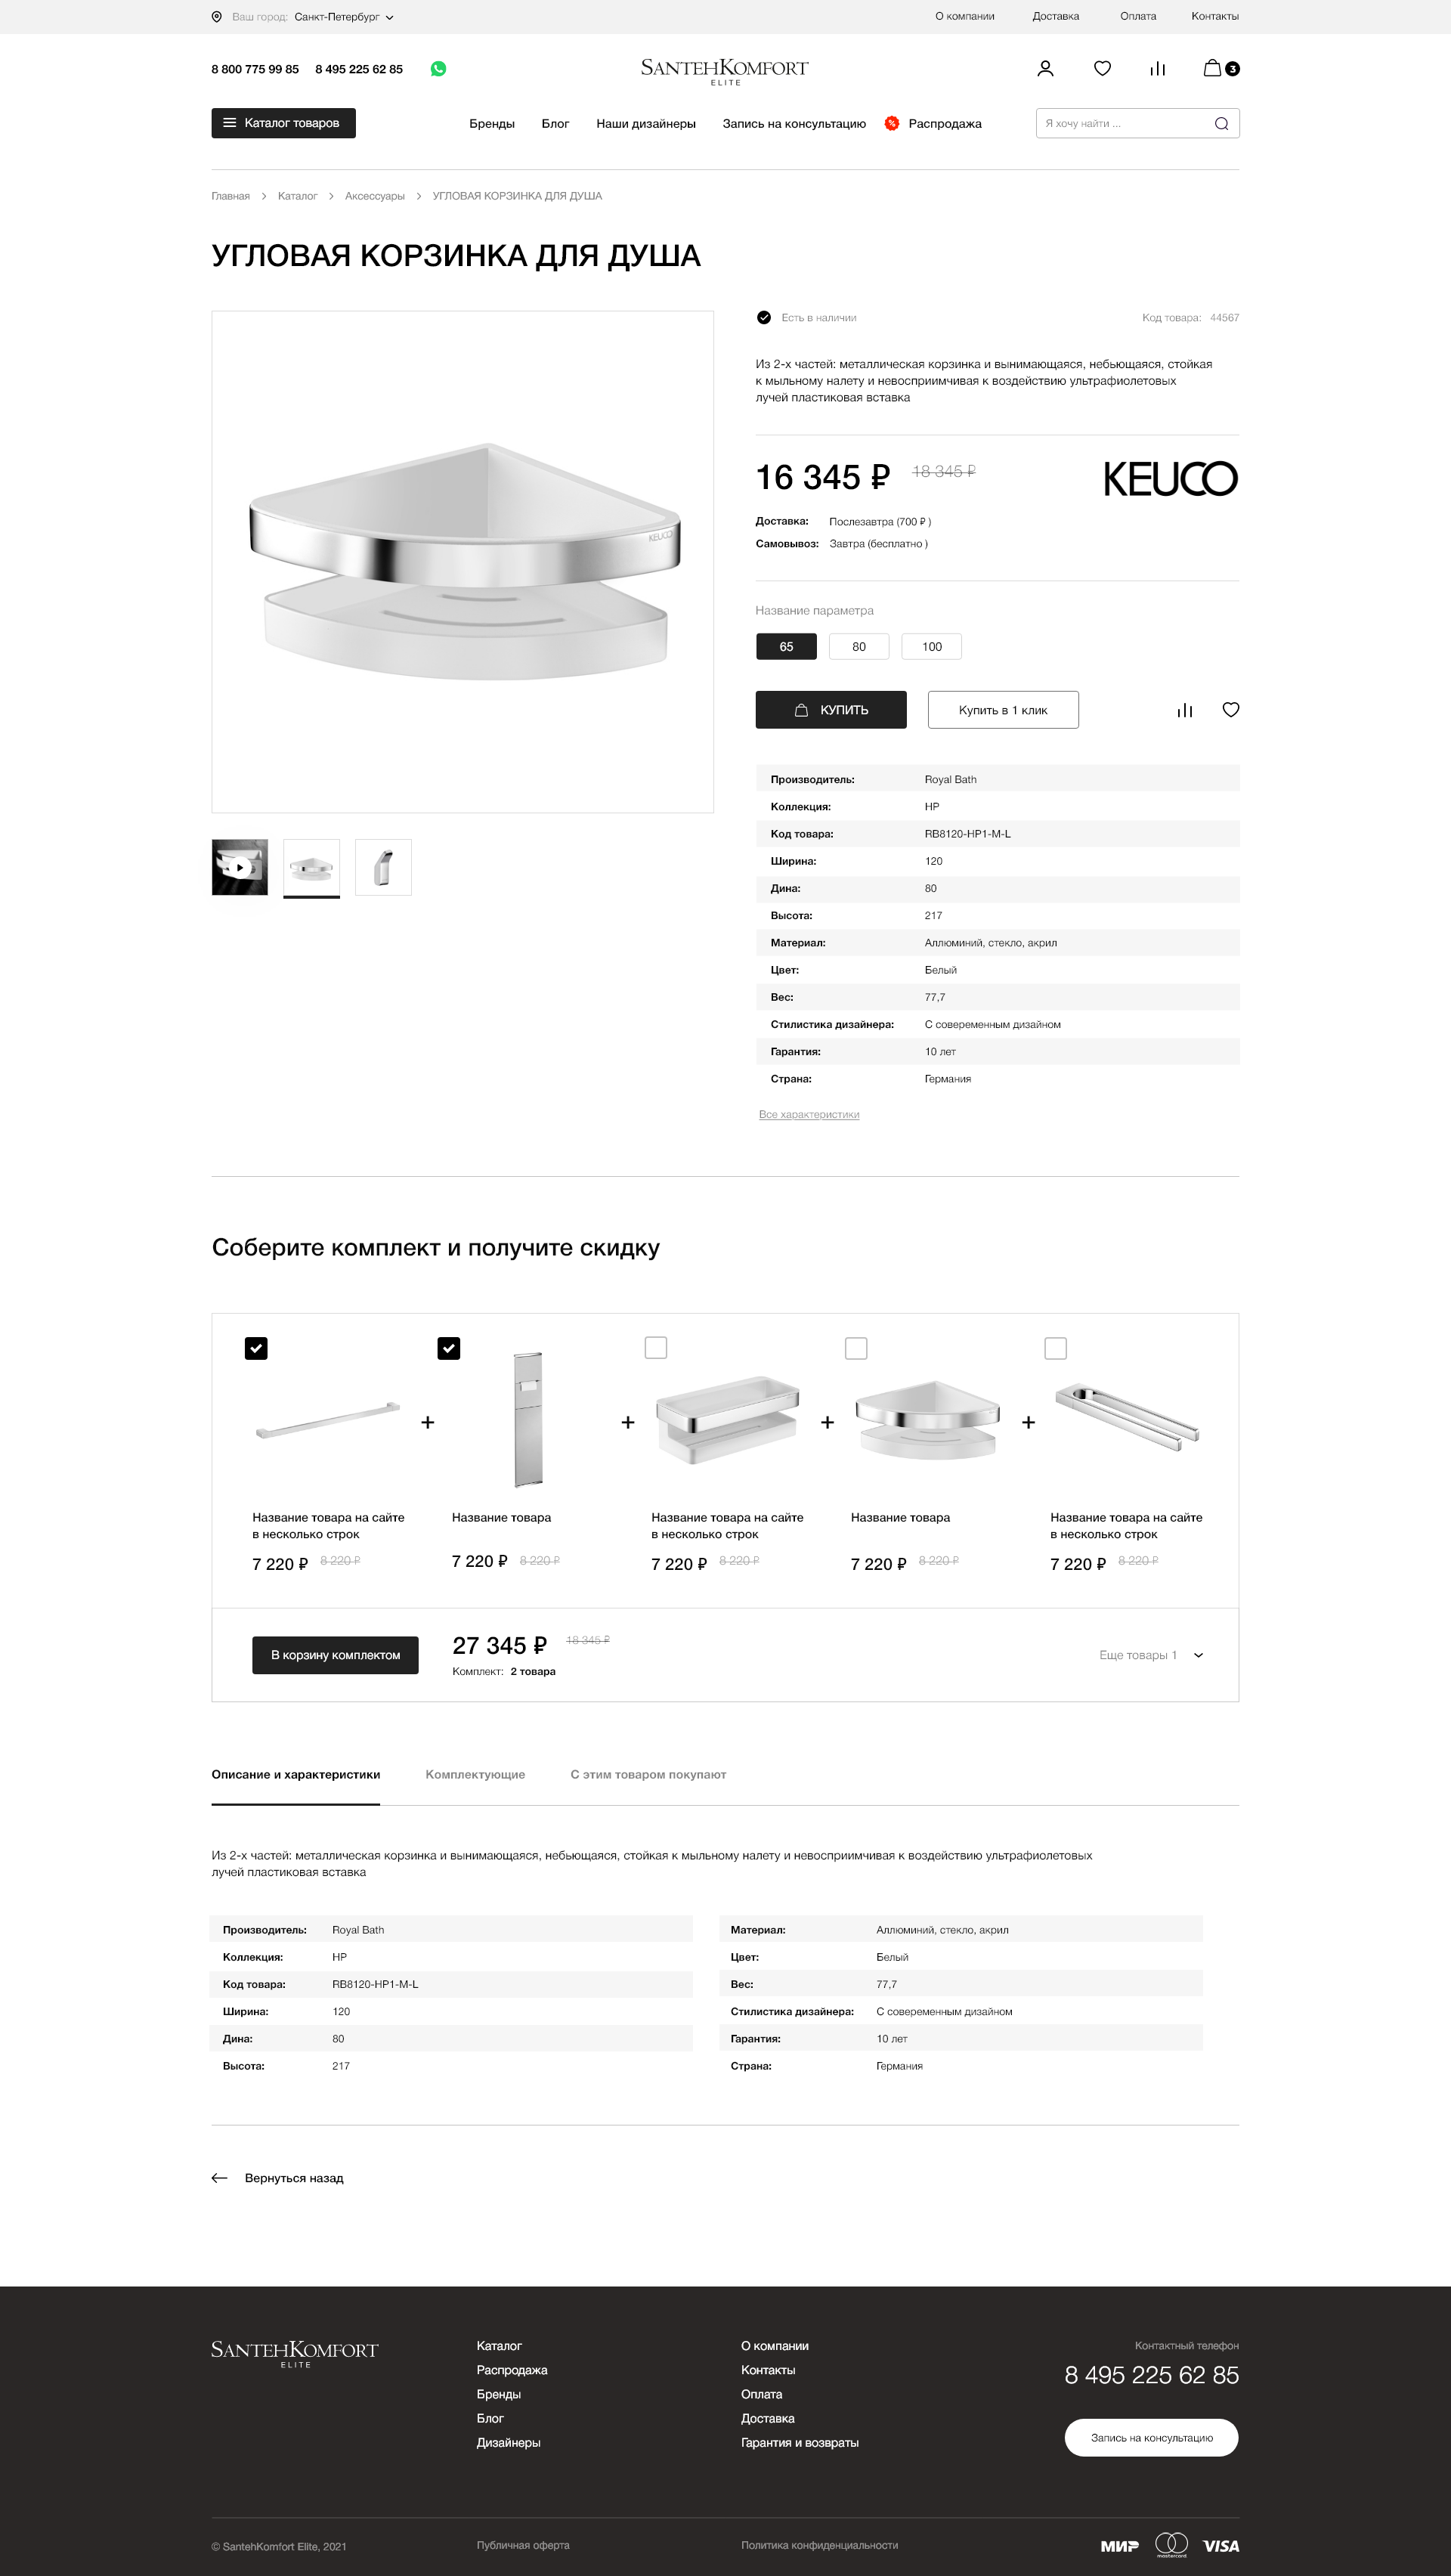 Ваш город: Санкт-Петербург
О компании Доставка Оплата Контакты
8 800 775 99 85 8 495 225 62 85
SANTEHKOMFORT
ELITE
3
Каталог товаров
Бренды Блог Наши дизайнеры Запись на консультацию % Распродажа
Я хочу найти ...
Главная Каталог Аксессуары УГЛОВАЯ КОРЗИНКА ДЛЯ ДУША
УГЛОВАЯ КОРЗИНКА ДЛЯ ДУША
KEUCO
Есть в наличии
Код товара: 44567
Из 2-х частей: металлическая корзинка и вынимающаяся, небьющаяся, стойкая
к мыльному налету и невосприимчивая к воздействию ультрафиолетовых
лучей пластиковая вставка
16 345 ₽ 18 345 ₽
KEUCO
Доставка: Послезавтра (700 ₽ )
Самовывоз: Завтра (бесплатно )
Название параметра
65 80 100
КУПИТЬ
Купить в 1 клик
Производитель: Royal Bath
Коллекция: HP
Код товара: RB8120-HP1-M-L
Ширина: 120
Дина: 80
Высота: 217
Материал: Аллюминий, стекло, акрил
Цвет: Белый
Вес: 77,7
Стилистика дизайнера: С совеременным дизайном
Гарантия: 10 лет
Страна: Германия
Все характеристики
Соберите комплект и получите скидку
+ + + +
Название товара на сайте
в несколько строк
7 220 ₽ 8 220 ₽
Название товара
7 220 ₽ 8 220 ₽
Название товара на сайте
в несколько строк
7 220 ₽ 8 220 ₽
Название товара
7 220 ₽ 8 220 ₽
Название товара на сайте
в несколько строк
7 220 ₽ 8 220 ₽
В корзину комплектом
27 345 ₽ 18 345 ₽
Комплект: 2 товара
Еще товары 1
Описание и характеристики Комплектующие С этим товаром покупают
Из 2-х частей: металлическая корзинка и вынимающаяся, небьющаяся, стойкая к мыльному налету и невосприимчивая к воздействию ультрафиолетовых
лучей пластиковая вставка
Производитель: Royal Bath
Коллекция: HP
Код товара: RB8120-HP1-M-L
Ширина: 120
Дина: 80
Высота: 217
Материал: Аллюминий, стекло, акрил
Цвет: Белый
Вес: 77,7
Стилистика дизайнера: С совеременным дизайном
Гарантия: 10 лет
Страна: Германия
Вернуться назад
SANTEHKOMFORT
ELITE
Каталог
Распродажа
Бренды
Блог
Дизайнеры
О компании
Контакты
Оплата
Доставка
Гарантия и возвраты
Контактный телефон
8 495 225 62 85
Запись на консультацию
© SantehKomfort Elite, 2021
Публичная оферта
Политика конфиденциальности
МИР mastercard VISA